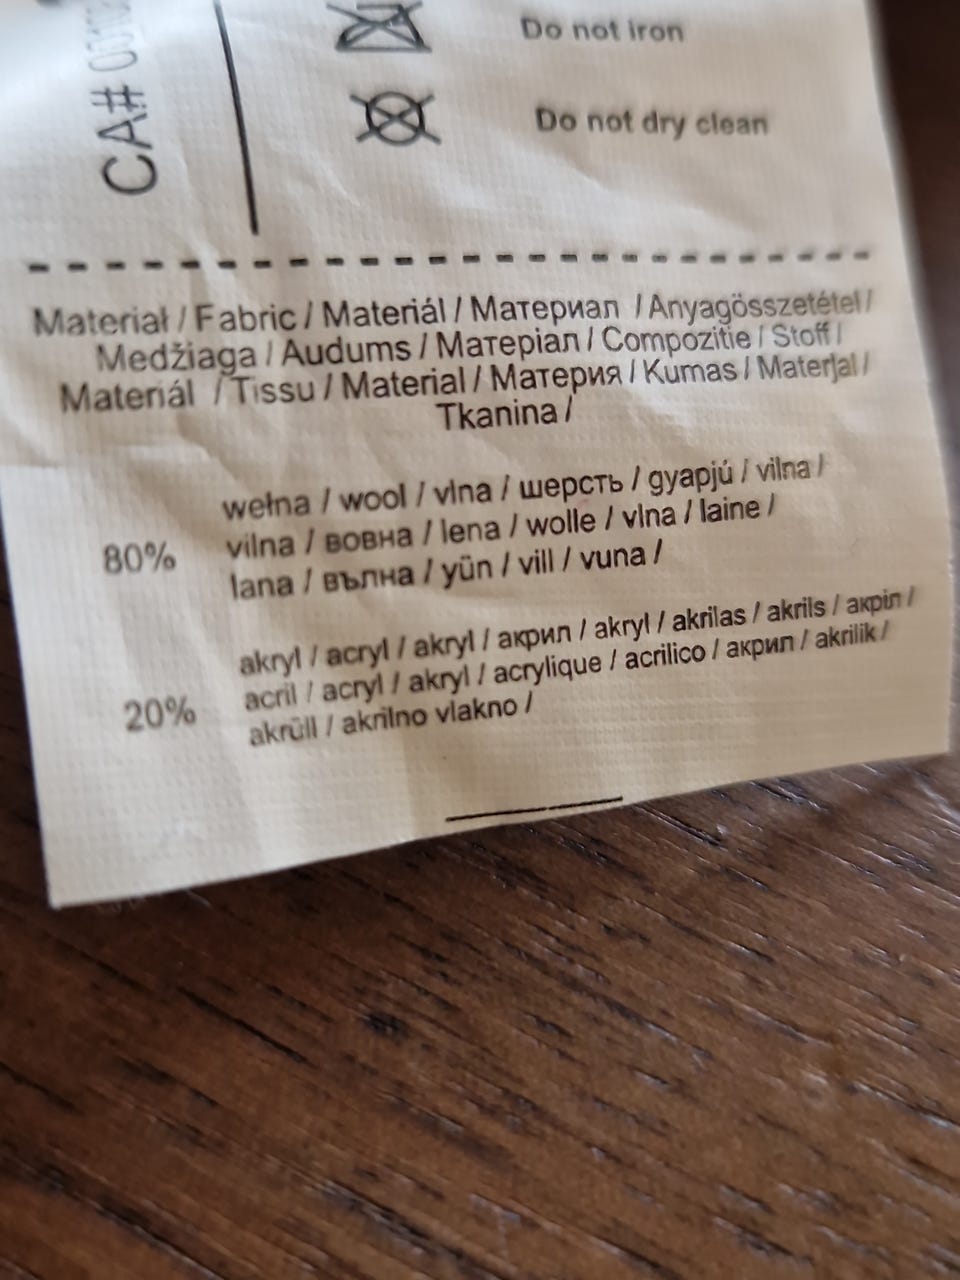 CA#
Do not iron
Do not dry clean
Materiał / Fabric / Materiál / Материал / Anyagösszetétel /
Medžiaga / Audums / Матеріал / Compozitie / Stoff /
Materiál / Tissu / Material / Материя / Kumas / Materjal /
Tkanina /
80%
wełna / wool / vlna / шерсть / gyapjú / vilna /
vilna / вовна / lena / wolle / vlna / laine /
lana / вълна / yün / vill / vuna /
20%
akryl / acryl / akryl / акрил / akryl / akrilas / akrils / акріл /
acril / acryl / akryl / acrylique / acrilico / акрил / akrilik /
akrüll / akrilno vlakno /